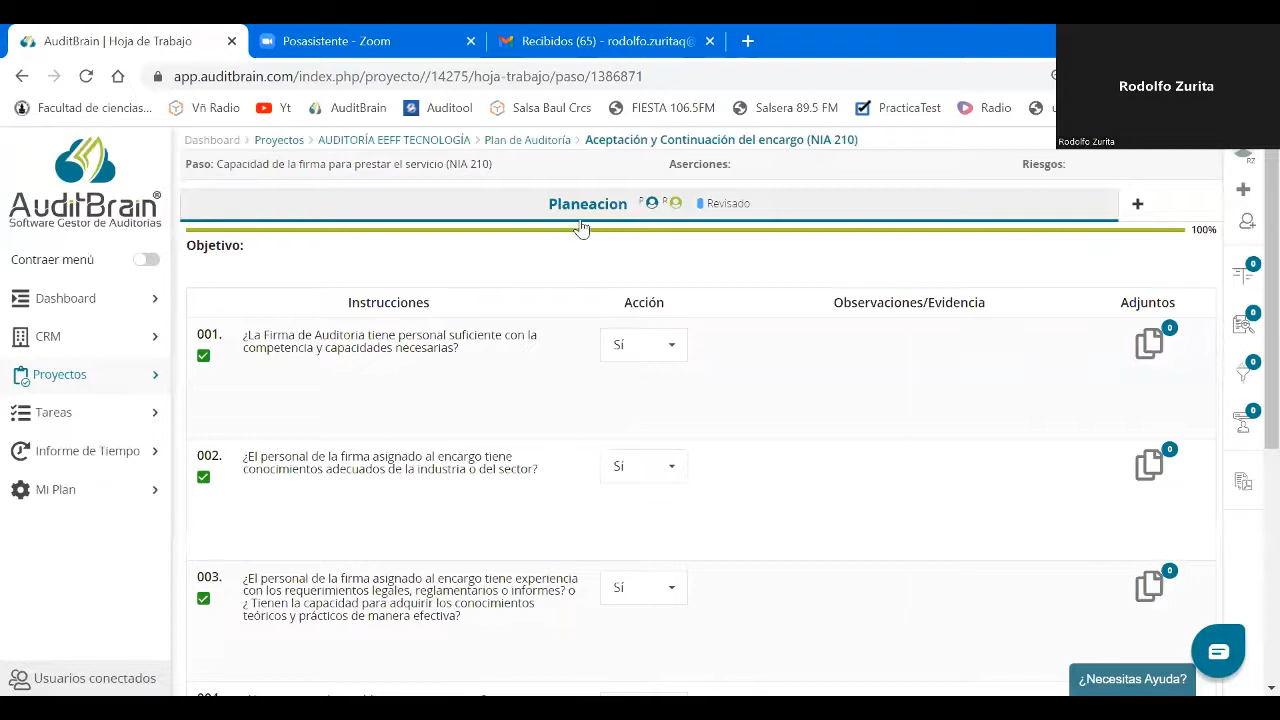 AuditBrain | Hoja de Trabajo
Posasistente - Zoom
Recibidos (65) - rodolfo.zuritaq@
app.auditbrain.com/index.php/proyecto//14275/hoja-trabajo/paso/1386871
Rodolfo Zurita
Rodolfo Zurita
Facultad de ciencias...
Vñ Radio
Yt
AuditBrain
Auditool
Salsa Baul Crcs
FIESTA 106.5FM
Salsera 89.5 FM
PracticaTest
Radio
AUDITBRAIN®
Software Gestor de Auditorias
Contraer menú
Dashboard
CRM
Proyectos
Tareas
Informe de Tiempo
Mi Plan
Usuarios conectados
Dashboard > Proyectos > AUDITORÍA EEFF TECNOLOGÍA > Plan de Auditoría > Aceptación y Continuación del encargo (NIA 210)
Paso: Capacidad de la firma para prestar el servicio (NIA 210) Aserciones: Riesgos:
Planeacion P R Revisado
100%
Objetivo:
Instrucciones Acción Observaciones/Evidencia Adjuntos
001. ¿La Firma de Auditoria tiene personal suficiente con la
competencia y capacidades necesarias?
Sí
0
002. ¿El personal de la firma asignado al encargo tiene
conocimientos adecuados de la industria o del sector?
Sí
0
003. ¿El personal de la firma asignado al encargo tiene experiencia
con los requerimientos legales, reglamentarios o informes? o
¿ Tienen la capacidad para adquirir los conocimientos
teóricos y prácticos de manera efectiva?
Sí
0
RZ
0
0
0
0
¿Necesitas Ayuda?